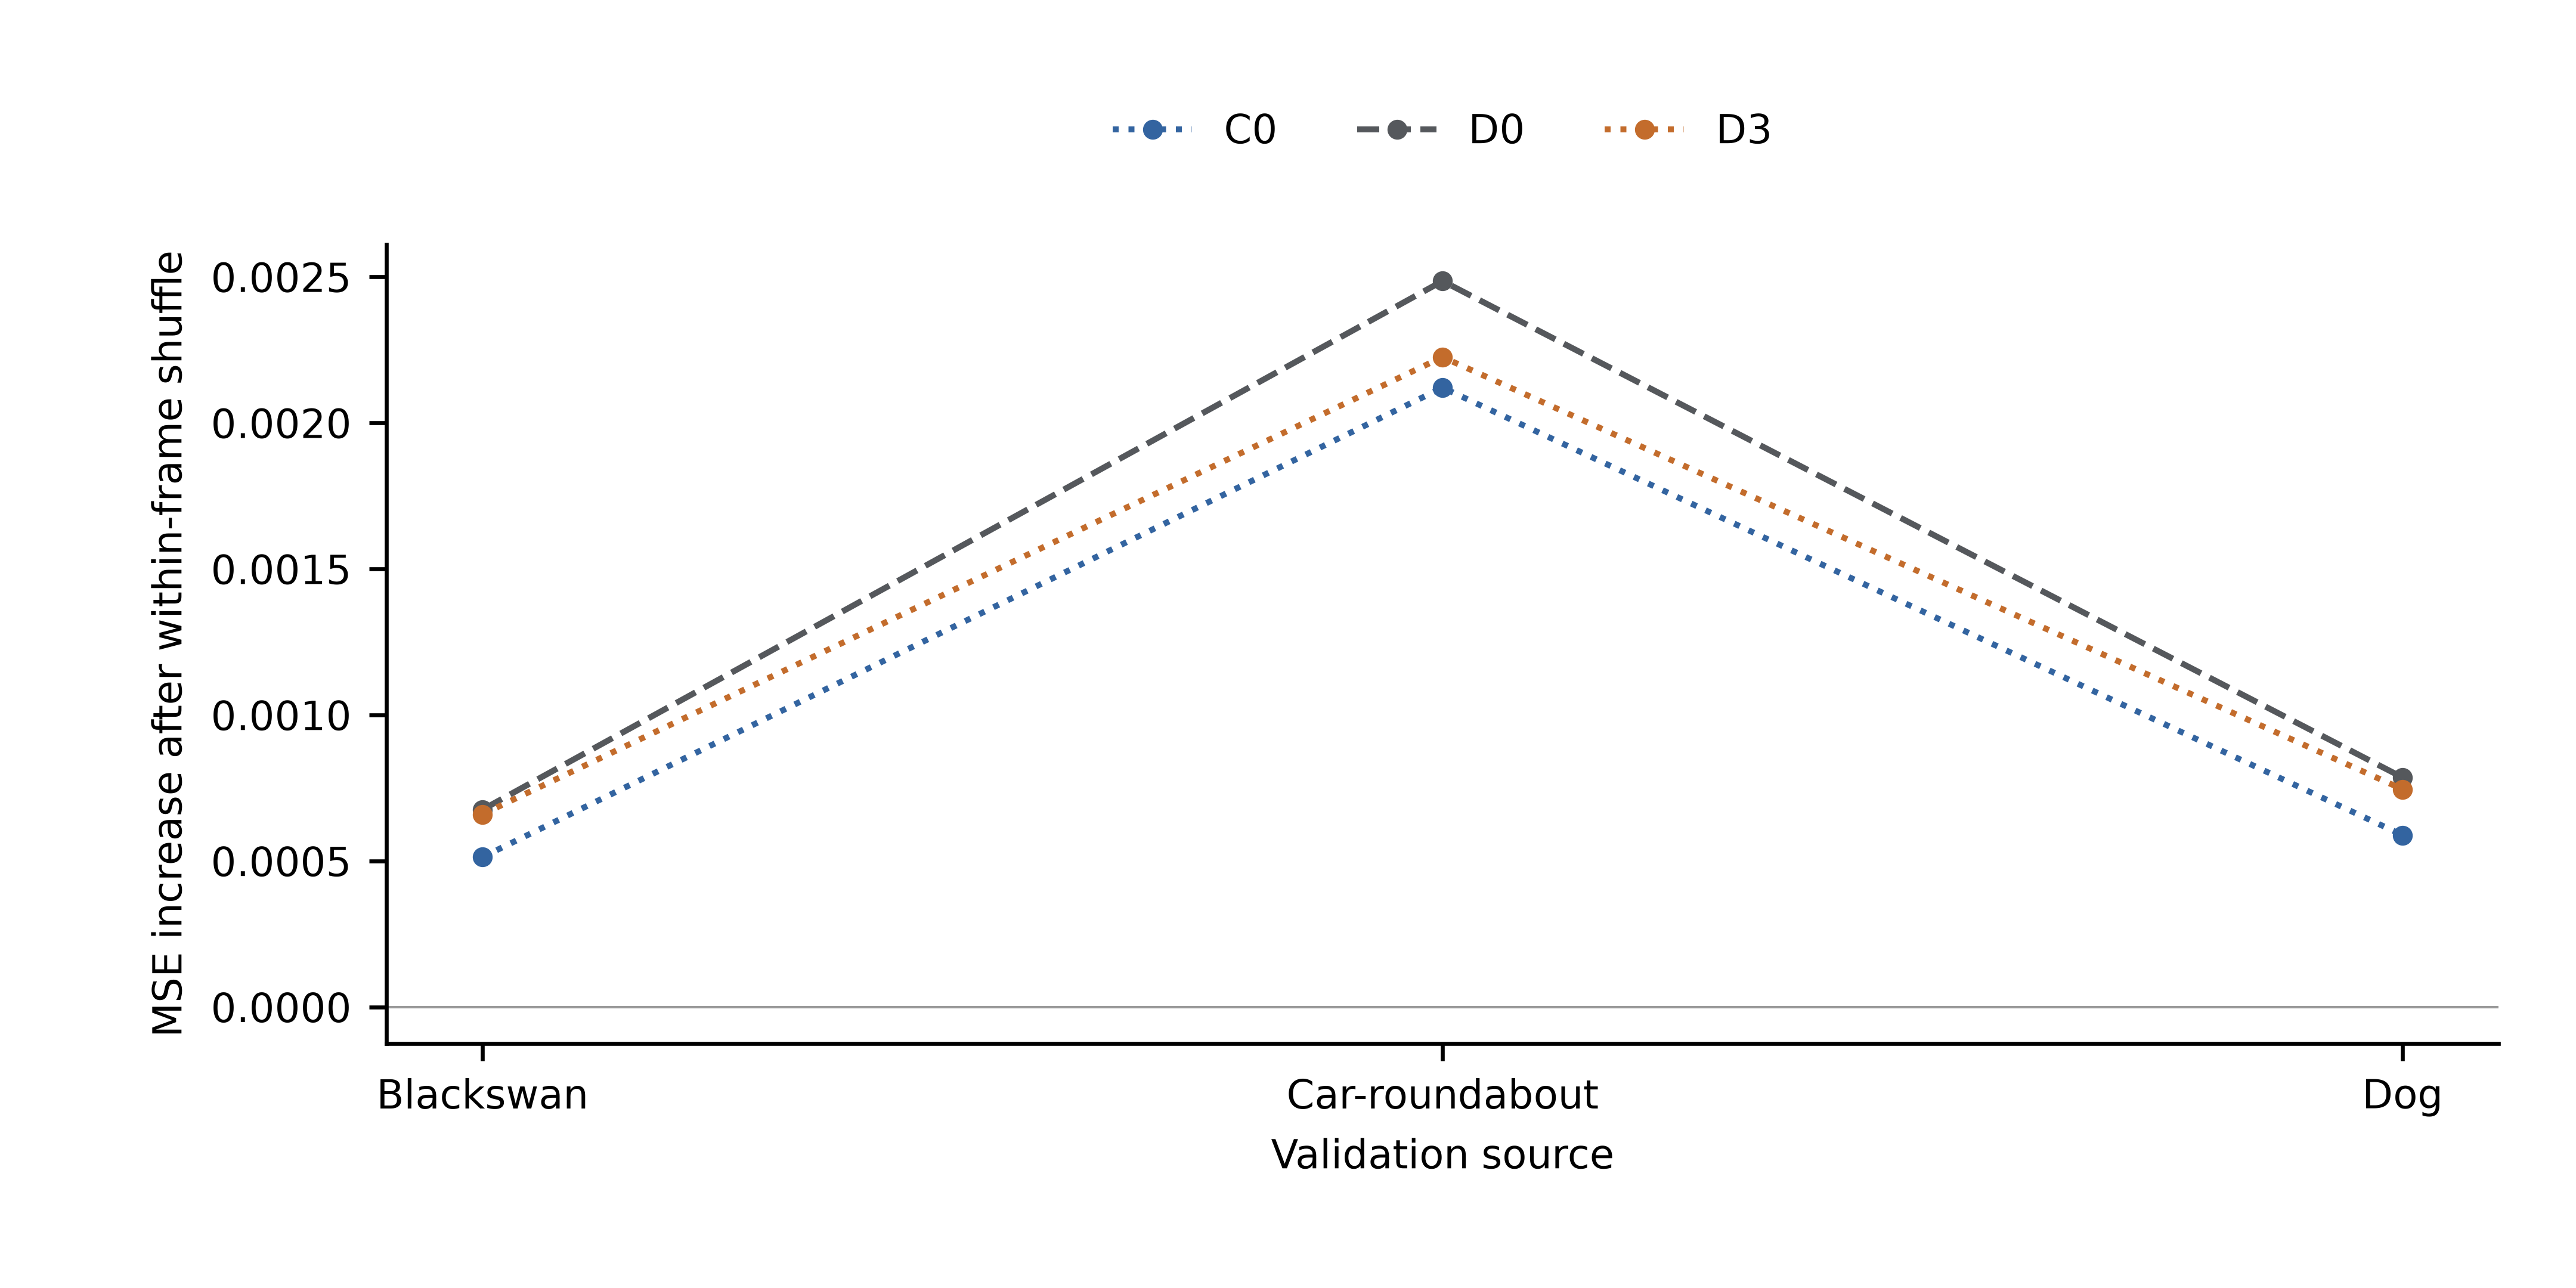 C0 D0 D3
MSE increase after within-frame shuffle
0.0025
0.0020
0.0015
0.0010
0.0005
0.0000
Blackswan Car-roundabout Dog
Validation source